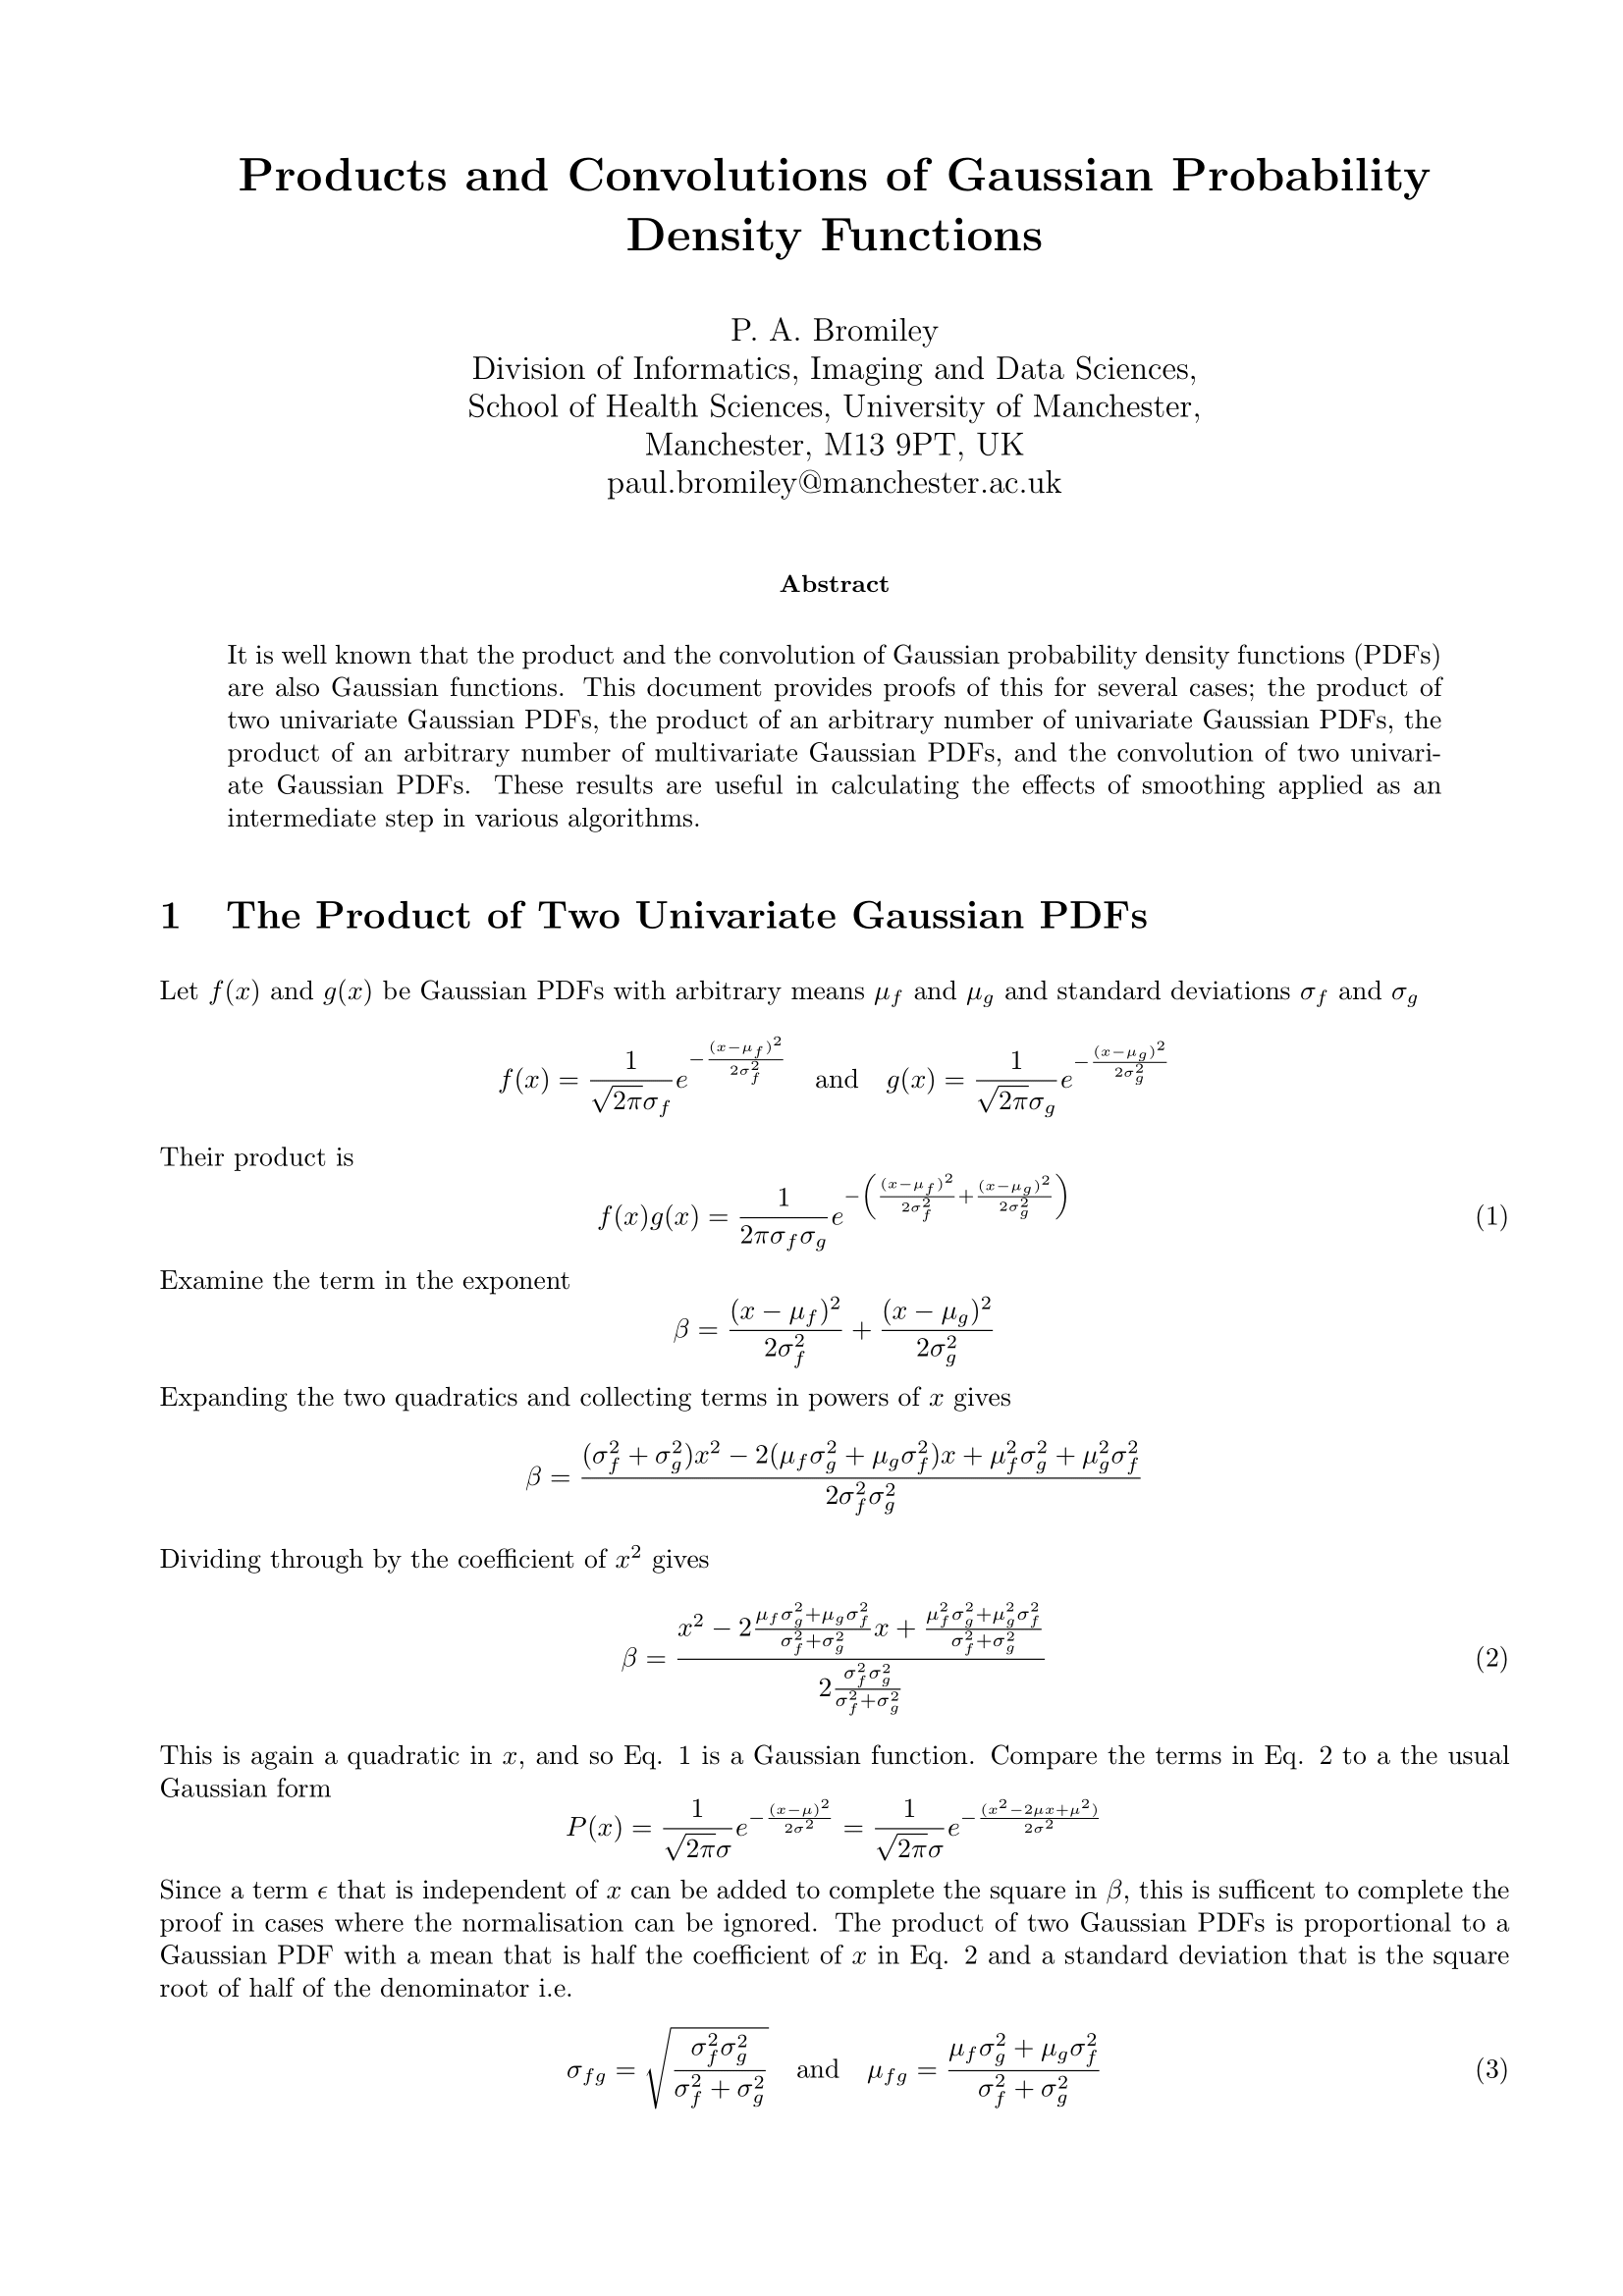 Products and Convolutions of Gaussian Probability
Density Functions
P. A. Bromiley
Division of Informatics, Imaging and Data Sciences,
School of Health Sciences, University of Manchester,
Manchester, M13 9PT, UK
paul.bromiley@manchester.ac.uk
Abstract
It is well known that the product and the convolution of Gaussian probability density functions (PDFs)
are also Gaussian functions. This document provides proofs of this for several cases; the product of
two univariate Gaussian PDFs, the product of an arbitrary number of univariate Gaussian PDFs, the
product of an arbitrary number of multivariate Gaussian PDFs, and the convolution of two univari-
ate Gaussian PDFs. These results are useful in calculating the effects of smoothing applied as an
intermediate step in various algorithms.
1 The Product of Two Univariate Gaussian PDFs
Let $f(x)$ and $g(x)$ be Gaussian PDFs with arbitrary means $\mu_f$ and $\mu_g$ and standard deviations $\sigma_f$ and $\sigma_g$
$f(x) = \frac{1}{\sqrt{2\pi}\sigma_f} e^{-\frac{(x-\mu_f)^2}{2\sigma_f^2}}$ and $g(x) = \frac{1}{\sqrt{2\pi}\sigma_g} e^{-\frac{(x-\mu_g)^2}{2\sigma_g^2}}$
Their product is
$f(x)g(x) = \frac{1}{2\pi\sigma_f\sigma_g} e^{-\left(\frac{(x-\mu_f)^2}{2\sigma_f^2}+\frac{(x-\mu_g)^2}{2\sigma_g^2}\right)}$ (1)
Examine the term in the exponent
$\beta = \frac{(x-\mu_f)^2}{2\sigma_f^2} + \frac{(x-\mu_g)^2}{2\sigma_g^2}$
Expanding the two quadratics and collecting terms in powers of $x$ gives
$\beta = \frac{(\sigma_f^2+\sigma_g^2)x^2 - 2(\mu_f\sigma_g^2+\mu_g\sigma_f^2)x + \mu_f^2\sigma_g^2 + \mu_g^2\sigma_f^2}{2\sigma_f^2\sigma_g^2}$
Dividing through by the coefficient of $x^2$ gives
$\beta = \frac{x^2 - 2\frac{\mu_f\sigma_g^2+\mu_g\sigma_f^2}{\sigma_f^2+\sigma_g^2}x + \frac{\mu_f^2\sigma_g^2+\mu_g^2\sigma_f^2}{\sigma_f^2+\sigma_g^2}}{2\frac{\sigma_f^2\sigma_g^2}{\sigma_f^2+\sigma_g^2}}$ (2)
This is again a quadratic in $x$, and so Eq. 1 is a Gaussian function. Compare the terms in Eq. 2 to a the usual
Gaussian form
$P(x) = \frac{1}{\sqrt{2\pi}\sigma} e^{-\frac{(x-\mu)^2}{2\sigma^2}} = \frac{1}{\sqrt{2\pi}\sigma} e^{-\frac{(x^2-2\mu x+\mu^2)}{2\sigma^2}}$
Since a term $\epsilon$ that is independent of $x$ can be added to complete the square in $\beta$, this is sufficent to complete the
proof in cases where the normalisation can be ignored. The product of two Gaussian PDFs is proportional to a
Gaussian PDF with a mean that is half the coefficient of $x$ in Eq. 2 and a standard deviation that is the square
root of half of the denominator i.e.
$\sigma_{fg} = \sqrt{\frac{\sigma_f^2\sigma_g^2}{\sigma_f^2+\sigma_g^2}}$ and $\mu_{fg} = \frac{\mu_f\sigma_g^2+\mu_g\sigma_f^2}{\sigma_f^2+\sigma_g^2}$ (3)